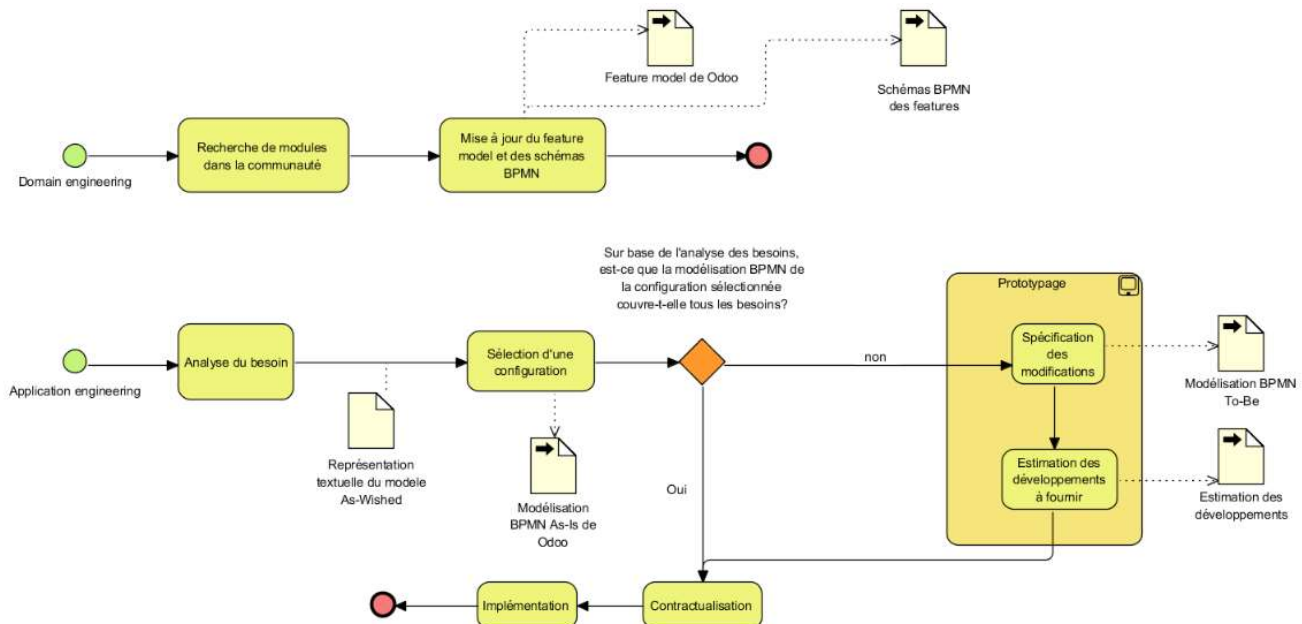 Feature model de Odoo
Schémas BPMN
des features
Recherche de modules
dans la communauté
Mise à jour du feature
model et des schémas
BPMN
Domain engineering
Sur base de l'analyse des besoins,
est-ce que la modélisation BPMN de
la configuration sélectionnée
couvre-t-elle tous les besoins?
Prototypage
Analyse du besoin
Sélection d'une
configuration
non
Spécification
des
modifications
Application engineering
Modélisation BPMN
To-Be
Représentation
textuelle du modele
As-Wished
Modélisation
BPMN As-Is de
Odoo
Oui
Estimation des
développements
à fournir
Estimation des
développements
Implémentation
Contractualisation